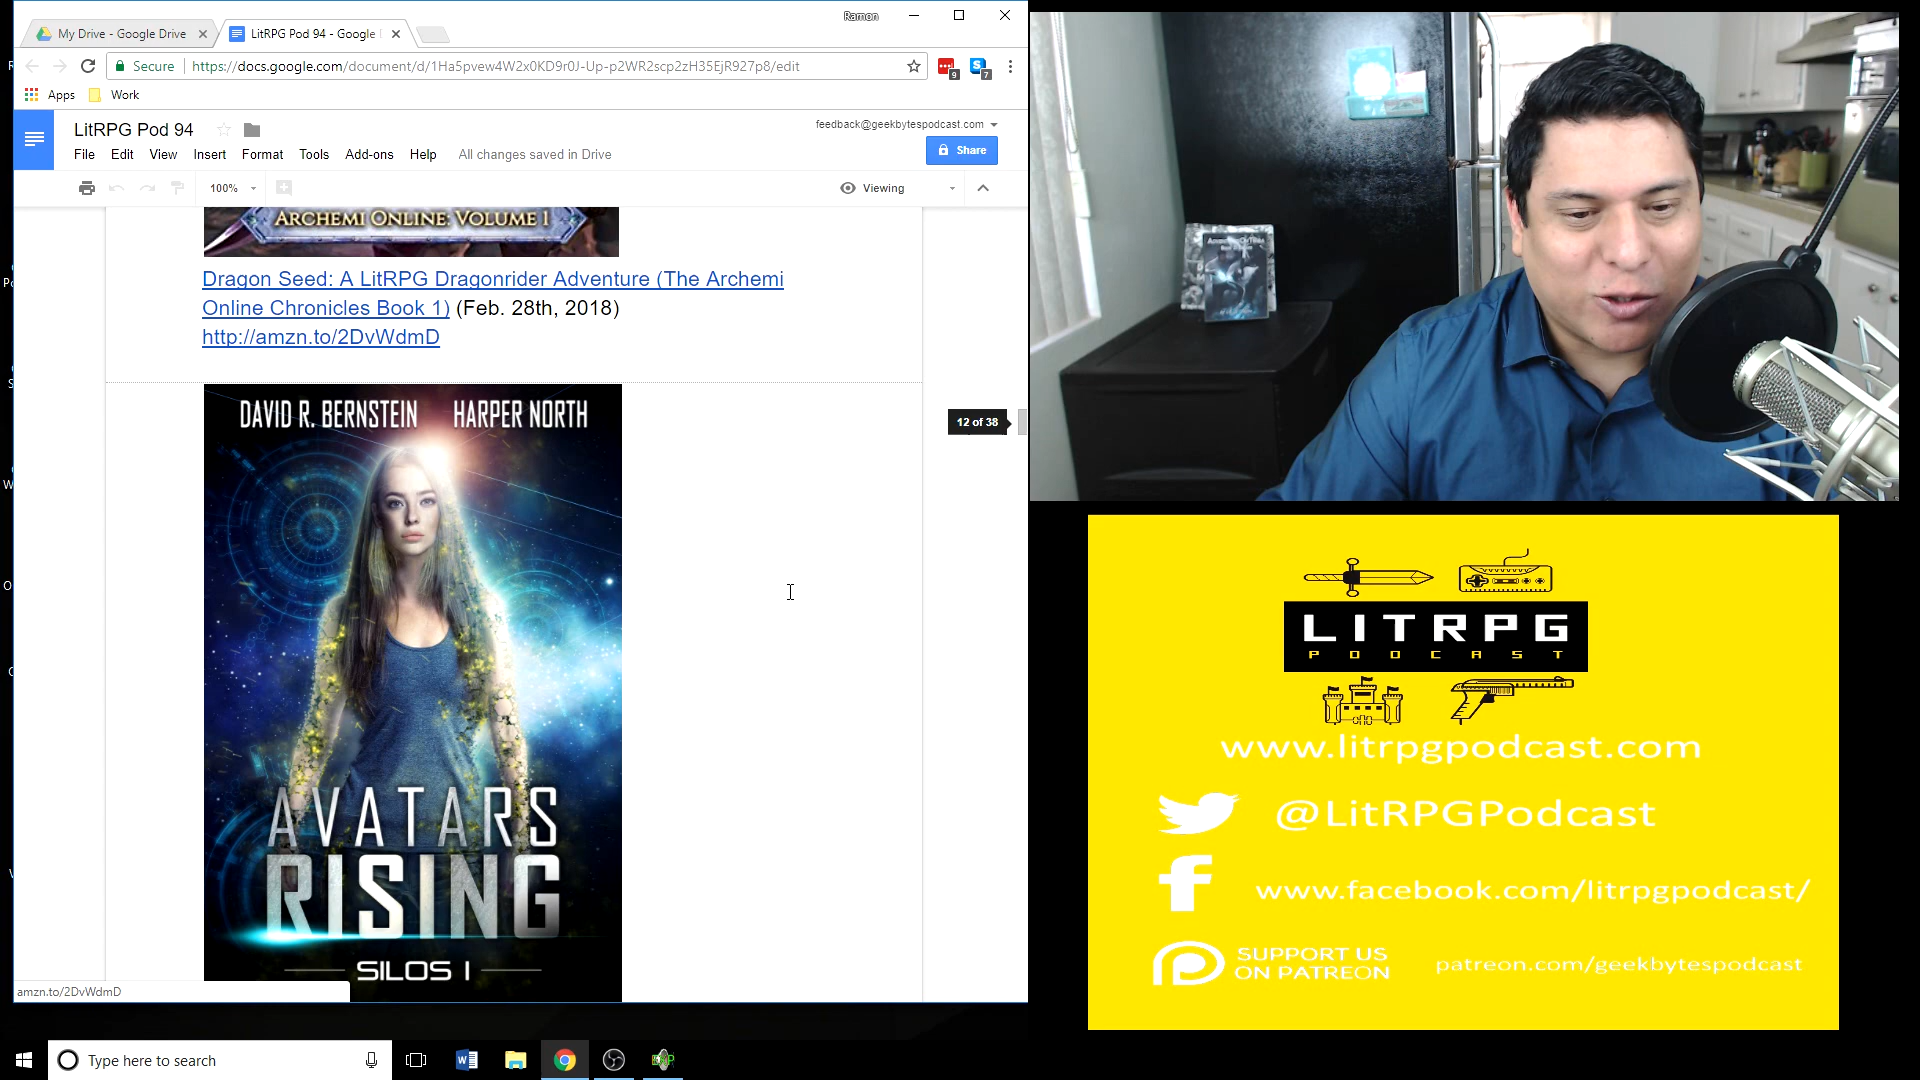 Ramon
My Drive - Google Drive
LitRPG Pod 94 - Google
Secure
https://docs.google.com/document/d/1Ha5pvew4W2x0KD9r0J-Up-p2WR2scp2zH35EjR927p8/edit
9
S
7
Apps
Work
LitRPG Pod 94
feedback@geekbytespodcast.com
File Edit View Insert Format Tools Add-ons Help All changes saved in Drive
Share
100%
Viewing
ARCHEMI ONLINE: VOLUME 1
Dragon Seed: A LitRPG Dragonrider Adventure (The Archemi
Online Chronicles Book 1) (Feb. 28th, 2018)
http://amzn.to/2DvWdmD
12 of 38
DAVID R. BERNSTEIN HARPER NORTH
AVATARS
RISING
SILOS I
amzn.to/2DvWdmD
Type here to search
LITRPG
PODCAST
www.litrpgpodcast.com
@LitRPGPodcast
www.facebook.com/litrpgpodcast/
SUPPORT US
ON PATREON
patreon.com/geekbytespodcast